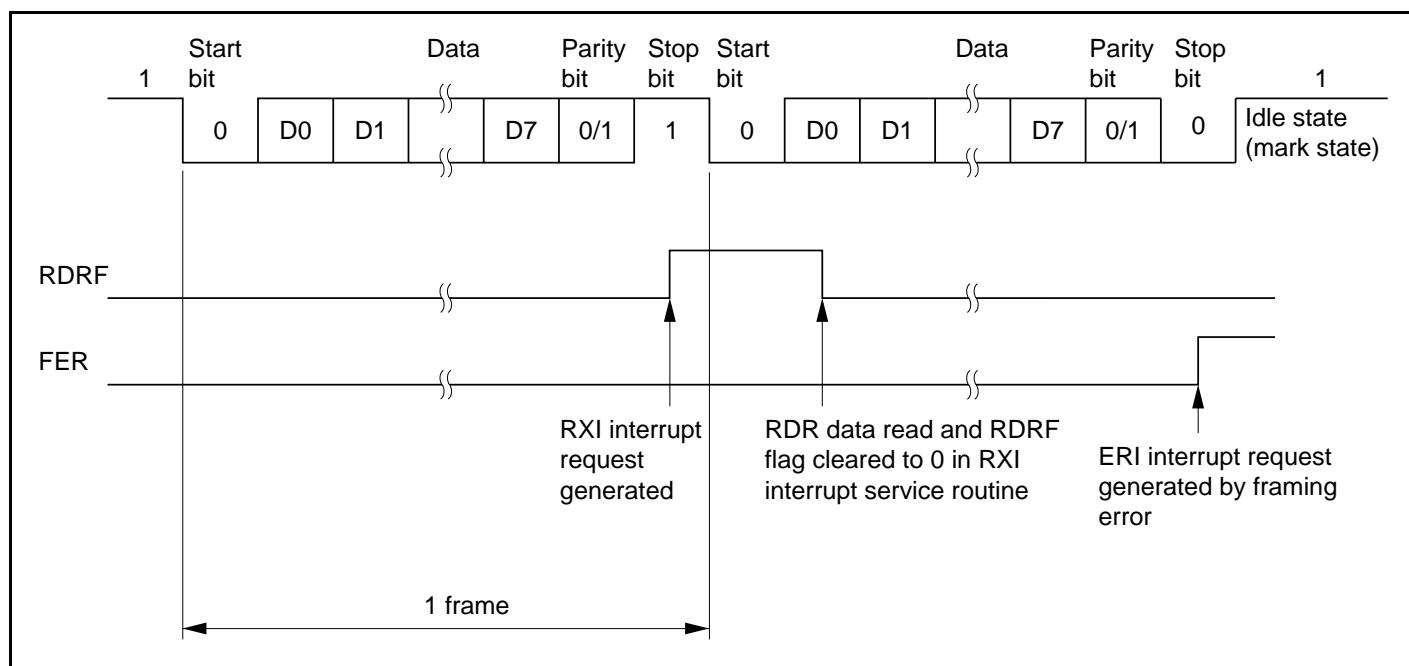 Start bit
Data
Parity bit
Stop bit
Start bit
Data
Parity bit
Stop bit
1
1
0
D0
D1
D7
0/1
1
0
D0
D1
D7
0/1
0
Idle state
(mark state)
RDRF
FER
RXI interrupt
request
generated
RDR data read and RDRF
flag cleared to 0 in RXI
interrupt service routine
ERI interrupt request
generated by framing
error
1 frame